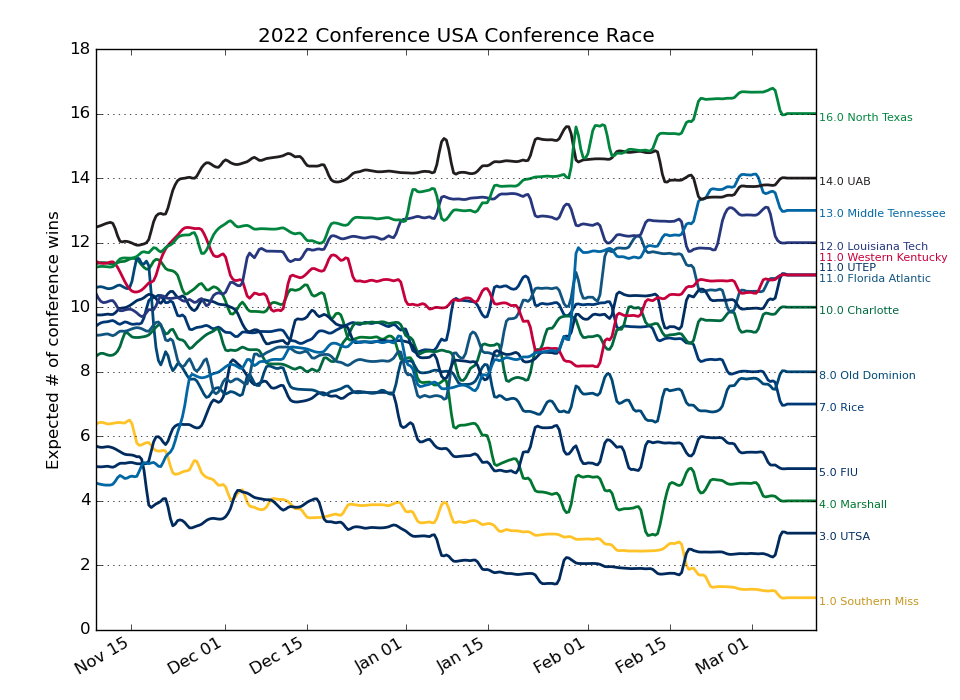 2022 Conference USA Conference Race
Expected # of conference wins
18
16
14
12
10
8
6
4
2
0
Nov 15
Dec 01
Dec 15
Jan 01
Jan 15
Feb 01
Feb 15
Mar 01
16.0 North Texas
14.0 UAB
13.0 Middle Tennessee
12.0 Louisiana Tech
11.0 Western Kentucky
11.0 UTEP
11.0 Florida Atlantic
10.0 Charlotte
8.0 Old Dominion
7.0 Rice
5.0 FIU
4.0 Marshall
3.0 UTSA
1.0 Southern Miss